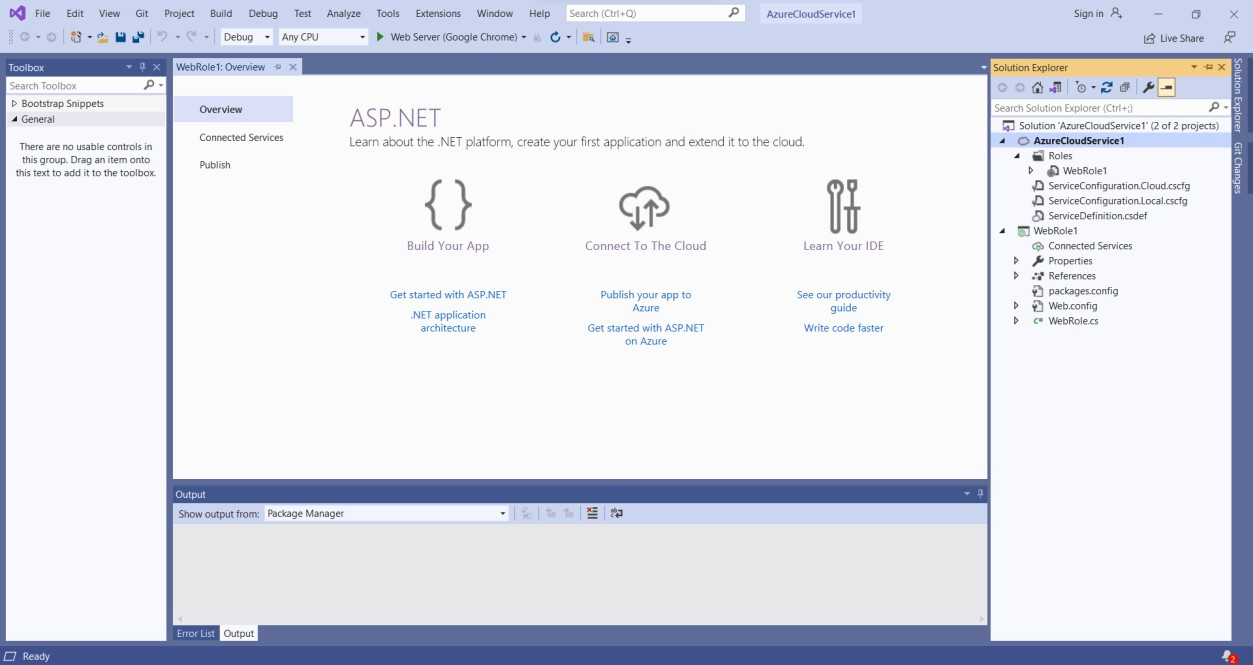 File Edit View Git Project Build Debug Test Analyze Tools Extensions Window Help Search (Ctrl+Q) AzureCloudService1 Sign in
Debug Any CPU Web Server (Google Chrome) Live Share
Toolbox
Search Toolbox
Bootstrap Snippets
General
There are no usable controls in
this group. Drag an item onto
this text to add it to the toolbox.
WebRole1: Overview
Overview
Connected Services
Publish
ASP.NET
Learn about the .NET platform, create your first application and extend it to the cloud.
Build Your App
Get started with ASP.NET
.NET application
architecture
Connect To The Cloud
Publish your app to
Azure
Get started with ASP.NET
on Azure
Learn Your IDE
See our productivity
guide
Write code faster
Output
Show output from: Package Manager
Error List Output
Solution Explorer
Search Solution Explorer (Ctrl+;)
Solution 'AzureCloudService1' (2 of 2 projects)
AzureCloudService1
Roles
WebRole1
ServiceConfiguration.Cloud.cscfg
ServiceConfiguration.Local.cscfg
ServiceDefinition.csdef
WebRole1
Connected Services
Properties
References
packages.config
Web.config
C# WebRole.cs
Solution Explorer
Git Changes
Ready
2